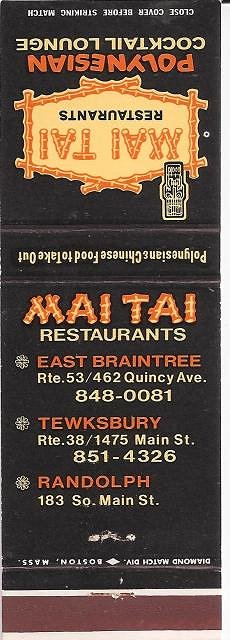 CLOSE COVER BEFORE STRIKING MATCH
POLYNESIAN
COCKTAIL LOUNGE
MAI TAI
RESTAURANTS
Polynesian & Chinese Food to Take Out
MAI TAI
RESTAURANTS
EAST BRAINTREE
Rte. 53/462 Quincy Ave.
848-0081
TEWKSBURY
Rte. 38/1475 Main St.
851-4326
RANDOLPH
183 So. Main St.
DIAMOND MATCH DIV. BOSTON, MASS.